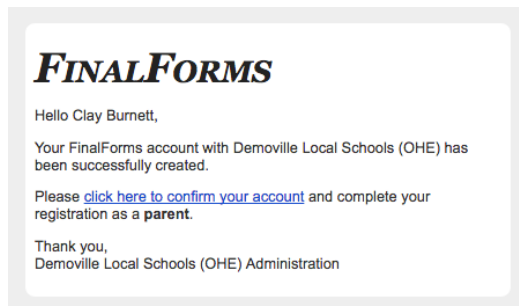 FINALFORMS
Hello Clay Burnett,
Your FinalForms account with Demoville Local Schools (OHE) has
been successfully created.
Please click here to confirm your account and complete your
registration as a parent.
Thank you,
Demoville Local Schools (OHE) Administration